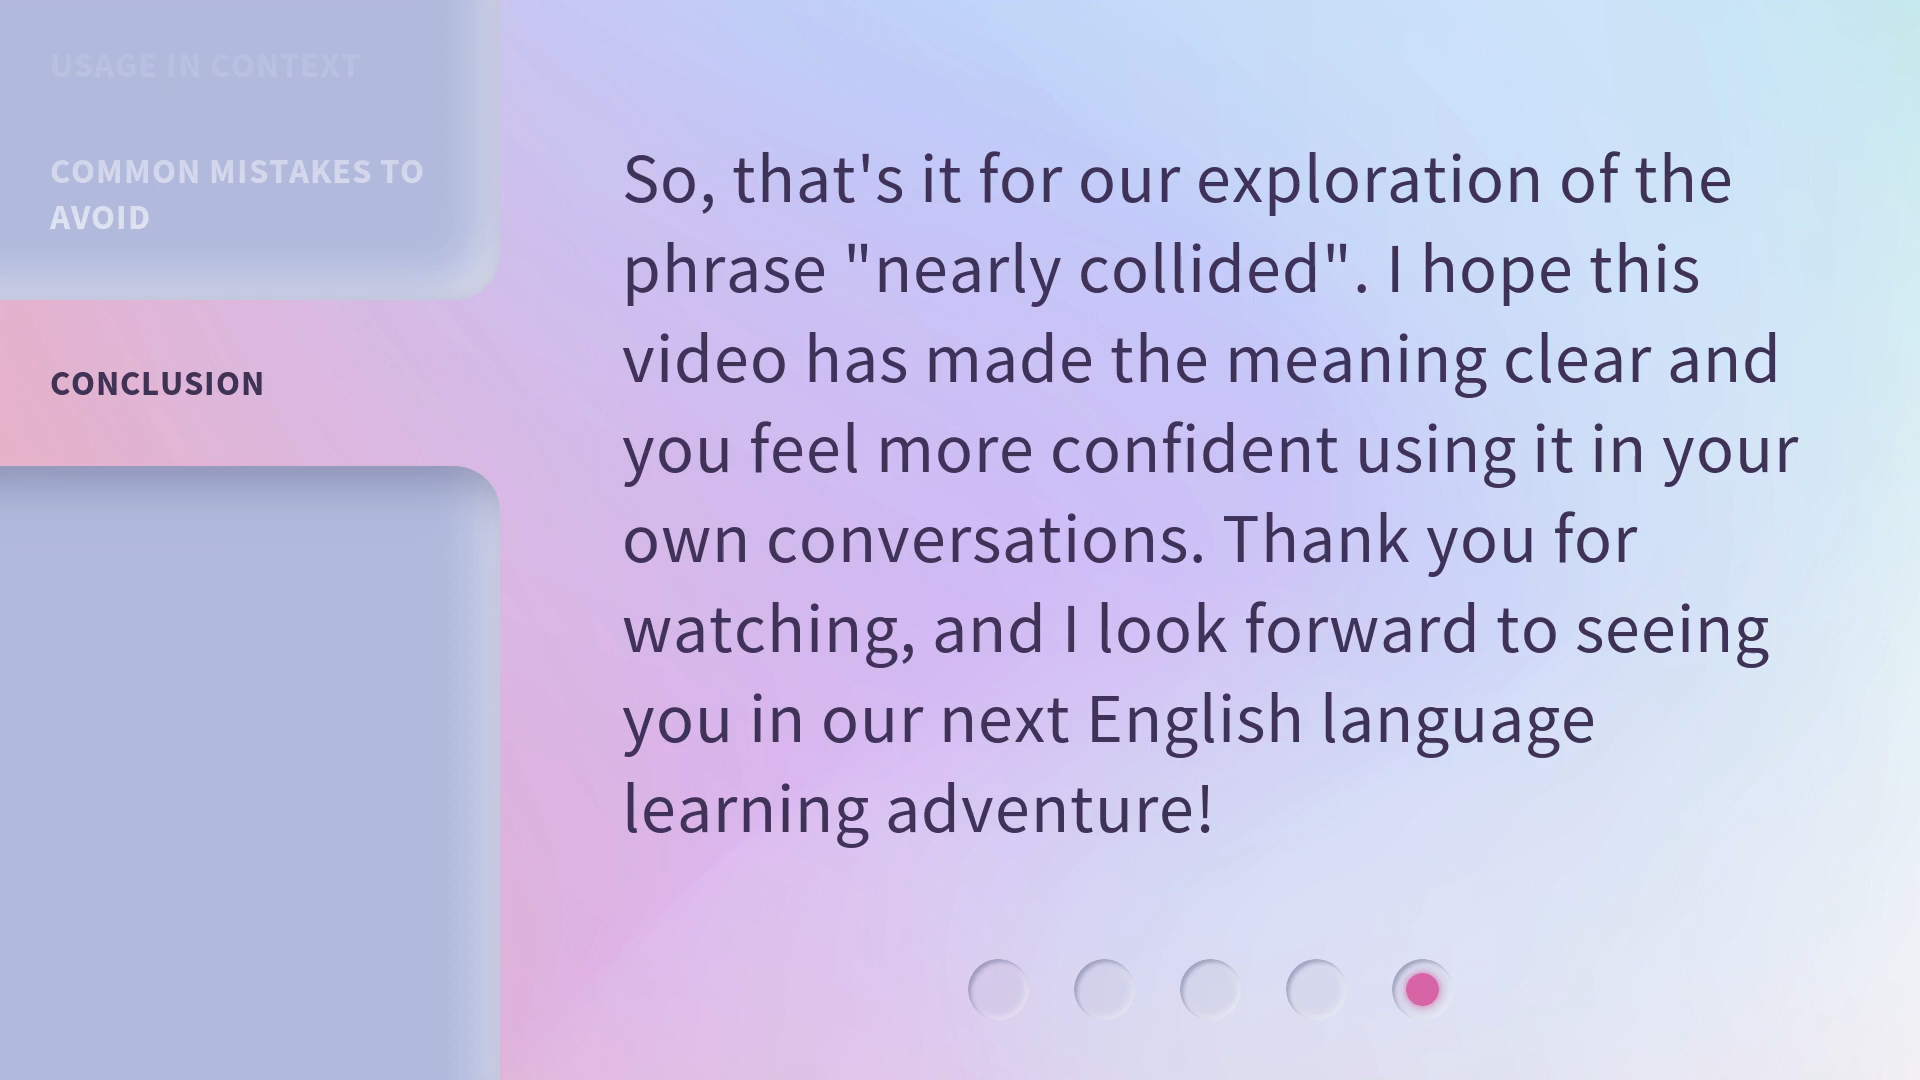 USAGE IN CONTEXT
COMMON MISTAKES TO
AVOID
CONCLUSION
So, that's it for our exploration of the
phrase "nearly collided". I hope this
video has made the meaning clear and
you feel more confident using it in your
own conversations. Thank you for
watching, and I look forward to seeing
you in our next English language
learning adventure!